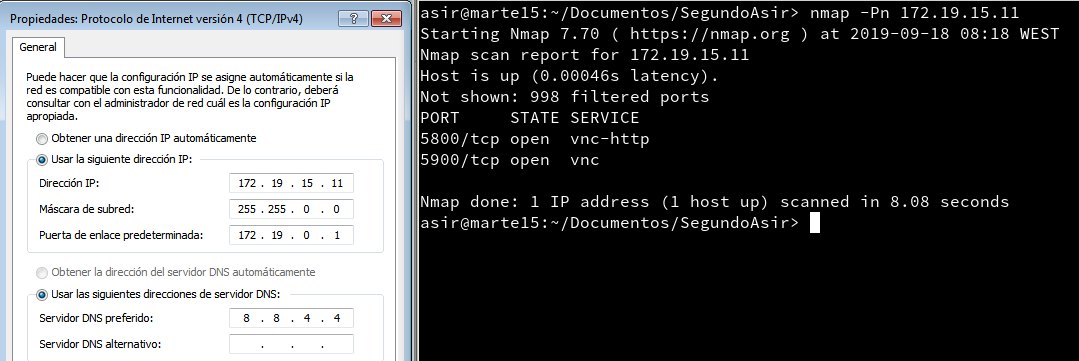 Propiedades: Protocolo de Internet versión 4 (TCP/IPv4)
?
General
Puede hacer que la configuración IP se asigne automáticamente si la
red es compatible con esta funcionalidad. De lo contrario, deberá
consultar con el administrador de red cuál es la configuración IP
apropiada.
Obtener una dirección IP automáticamente
Usar la siguiente dirección IP:
Dirección IP: 172 . 19 . 15 . 11
Máscara de subred: 255 . 255 . 0 . 0
Puerta de enlace predeterminada: 172 . 19 . 0 . 1
Obtener la dirección del servidor DNS automáticamente
Usar las siguientes direcciones de servidor DNS:
Servidor DNS preferido: 8 . 8 . 4 . 4
Servidor DNS alternativo: . . .
asir@marte15:~/Documentos/SegundoAsir> nmap -Pn 172.19.15.11
Starting Nmap 7.70 ( https://nmap.org ) at 2019-09-18 08:18 WEST
Nmap scan report for 172.19.15.11
Host is up (0.00046s latency).
Not shown: 998 filtered ports
PORT     STATE SERVICE
5800/tcp open  vnc-http
5900/tcp open  vnc
Nmap done: 1 IP address (1 host up) scanned in 8.08 seconds
asir@marte15:~/Documentos/SegundoAsir>